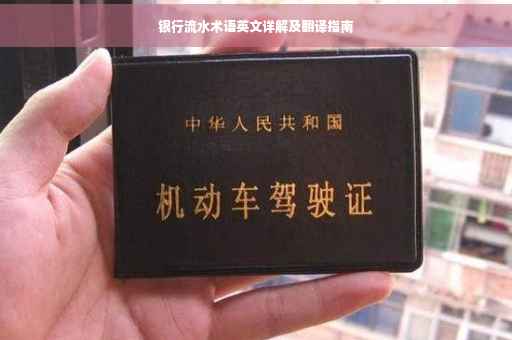 银行流水术语英文详解及翻译指南
中华人民共和国
机动车驾驶证